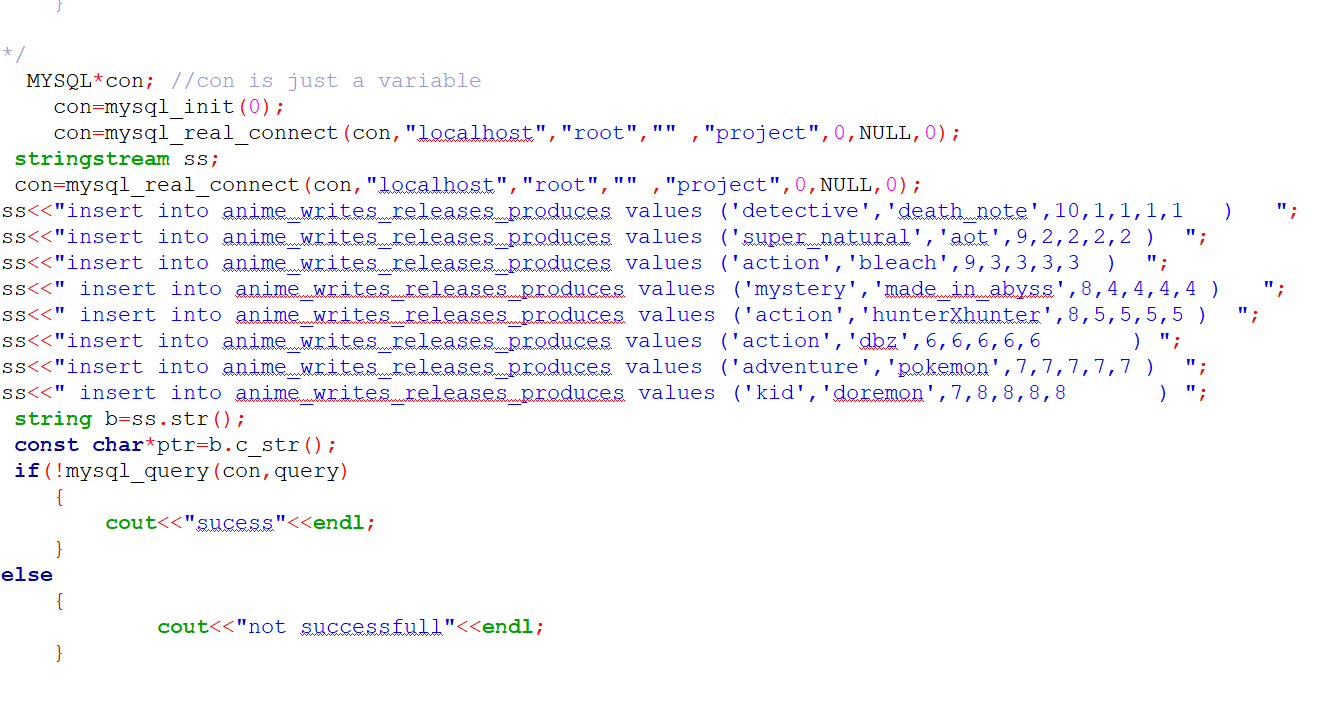 }
*/
MYSQL*con; //con is just a variable
con=mysql_init(0);
con=mysql_real_connect(con,"localhost","root","" ,"project",0,NULL,0);
stringstream ss;
con=mysql_real_connect(con,"localhost","root","" ,"project",0,NULL,0);
ss<<"insert into anime_writes_releases_produces values ('detective','death_note',10,1,1,1,1   )   ";
ss<<"insert into anime_writes_releases_produces values ('super_natural','aot',9,2,2,2,2 )  ";
ss<<"insert into anime_writes_releases_produces values ('action','bleach',9,3,3,3,3  )  ";
ss<<" insert into anime_writes_releases_produces values ('mystery','made_in_abyss',8,4,4,4,4 )   ";
ss<<" insert into anime_writes_releases_produces values ('action','hunterXhunter',8,5,5,5,5 )  ";
ss<<"insert into anime_writes_releases_produces values ('action','dbz',6,6,6,6,6       ) ";
ss<<"insert into anime_writes_releases_produces values ('adventure','pokemon',7,7,7,7,7 )  ";
ss<<" insert into anime_writes_releases_produces values ('kid','doremon',7,8,8,8,8       ) ";
string b=ss.str();
const char*ptr=b.c_str();
if(!mysql_query(con,query)
{
cout<<"sucess"<<endl;
}
else
{
cout<<"not successfull"<<endl;
}